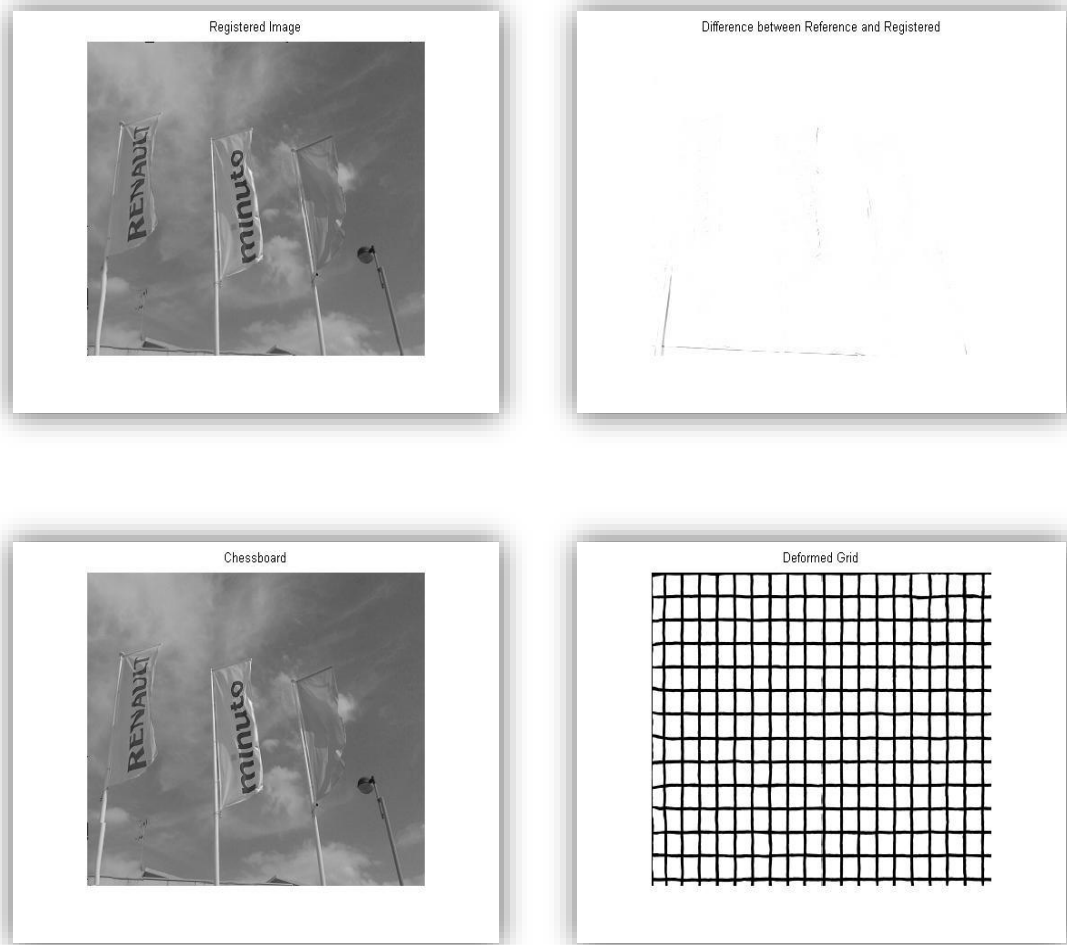 Registered Image
Difference between Reference and Registered
RENAULT
minuto
Chessboard
Deformed Grid
RENAULT
minuto